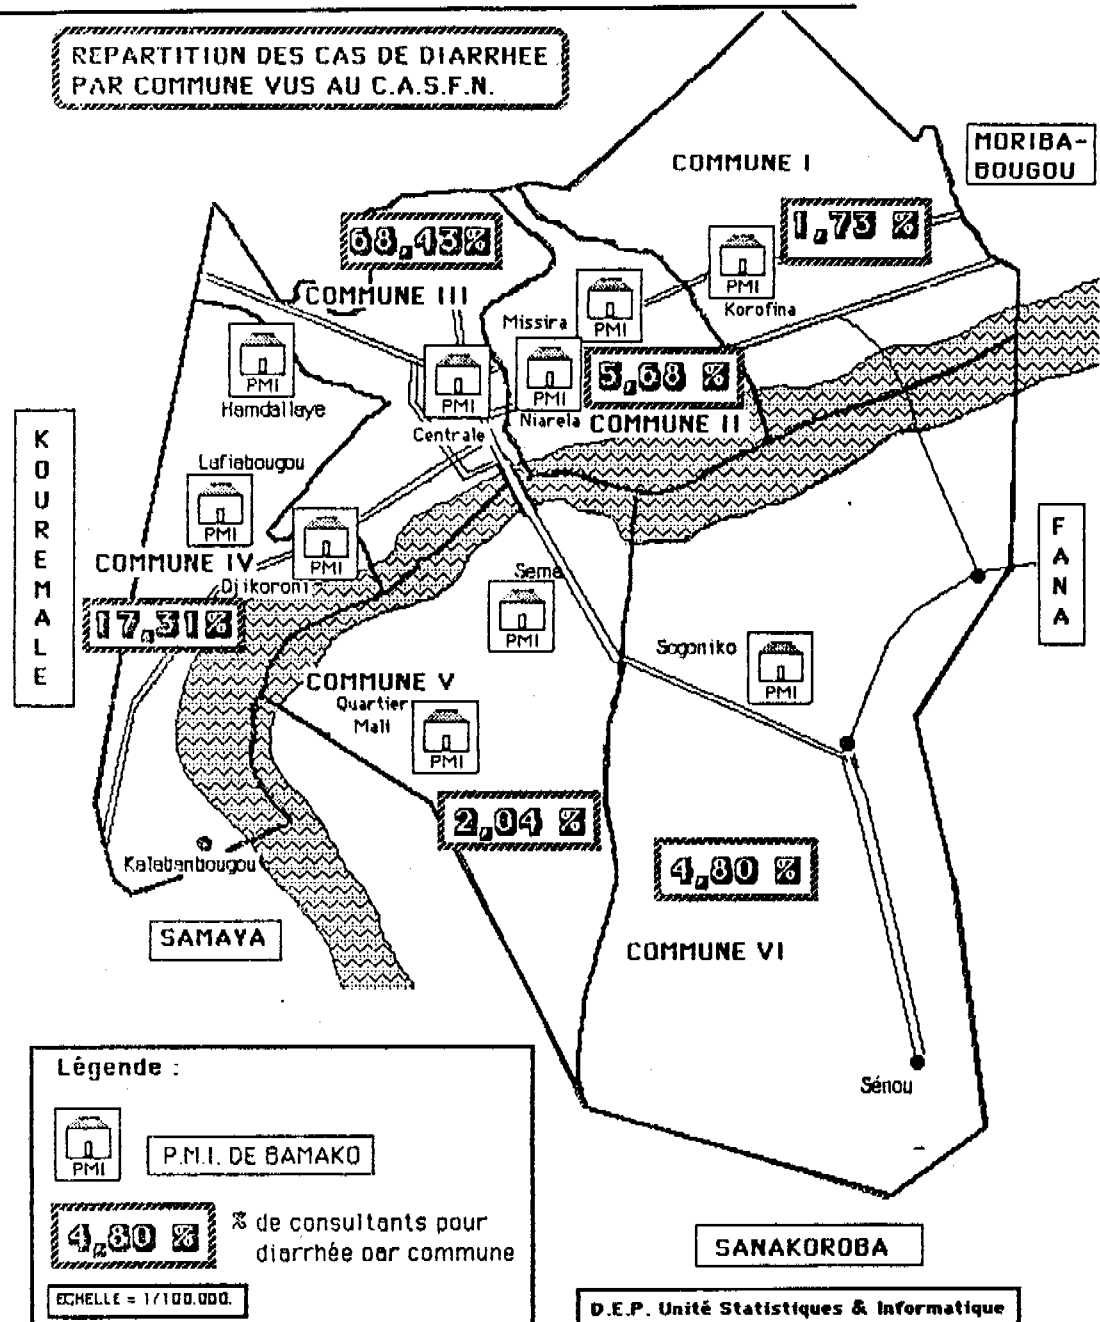 REPARTITION DES CAS DE DIARRHEE
PAR COMMUNE VUS AU C.A.S.F.N.
COMMUNE I
MORIBA-
BOUGOU
1,73 %
68,43%
COMMUNE III
PMI
Korofina
Missira
PMI
PMI
Niarela
5,68 %
COMMUNE II
PMI
Hamdallaye
PMI
Centrale
KOUREMALE
Lafiabougou
PMI
COMMUNE IV
PMI
Djikoroni
17,31%
FANA
Seme
PMI
Sogoniko
PMI
COMMUNE V
Quartier
Mali
PMI
2,04 %
4,80 %
Kalabanbougou
SAMAYA
COMMUNE VI
Sénou
Légende :
PMI
P.M.I. DE BAMAKO
4,80 %
% de consultants pour
diarrhée par commune
ECHELLE = 1/100.000.
SANAKOROBA
D.E.P. Unité Statistiques & Informatique